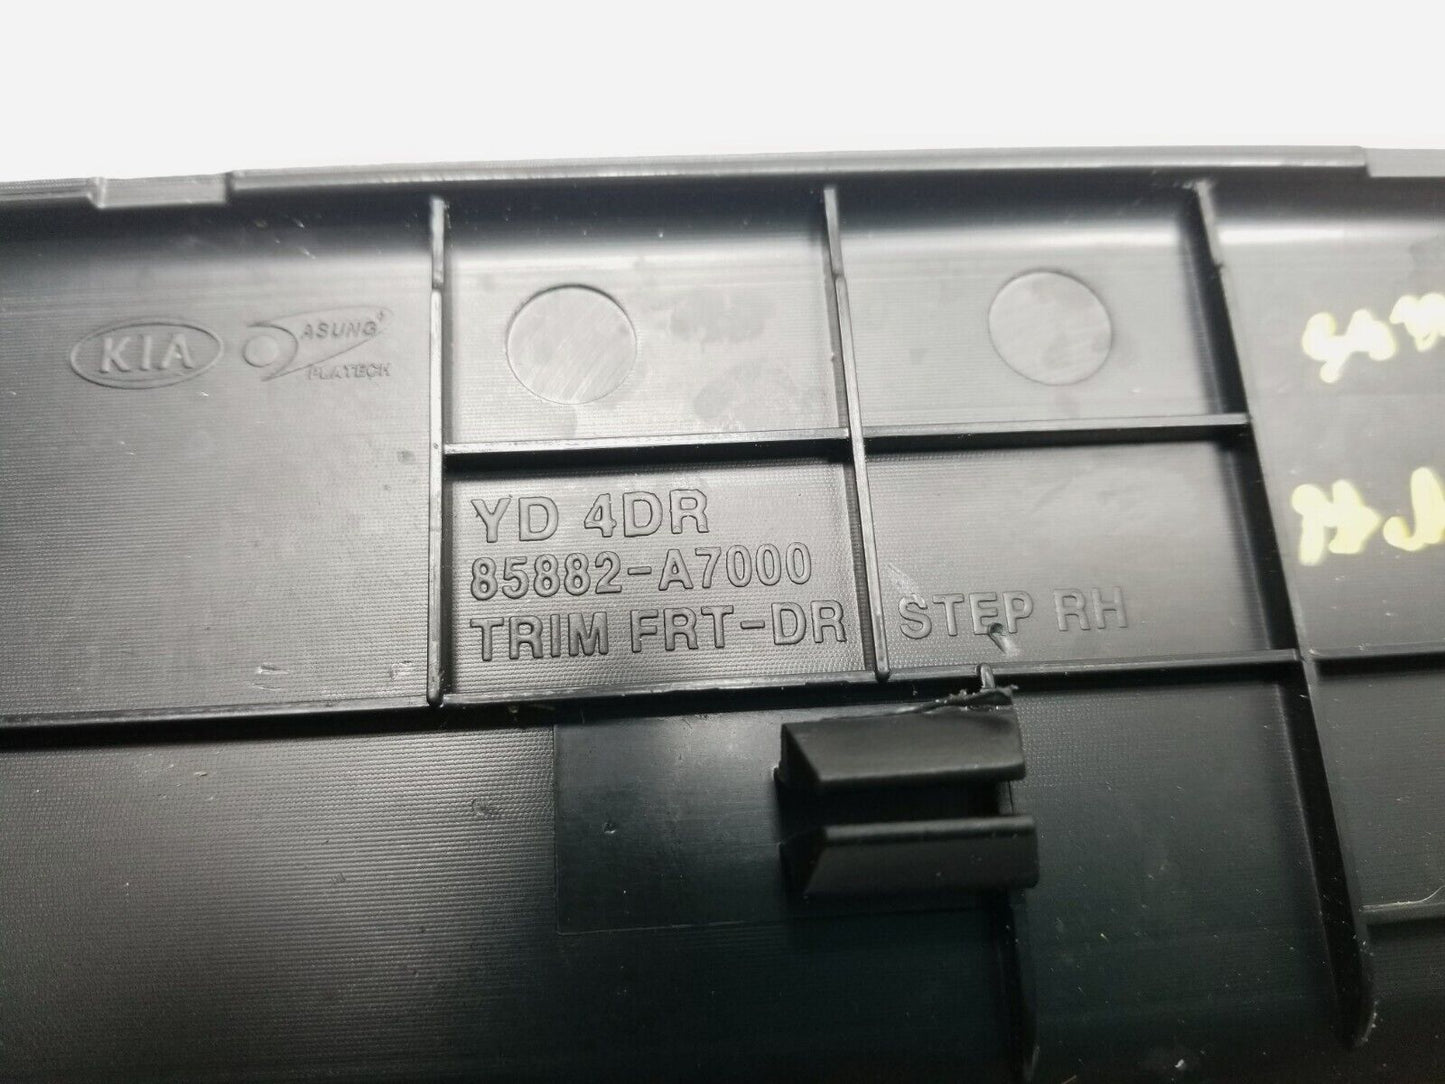 KIA
ASUNG
PLATECH
YD 4DR
85882-A7000
TRIM FRT-DR STEP RH